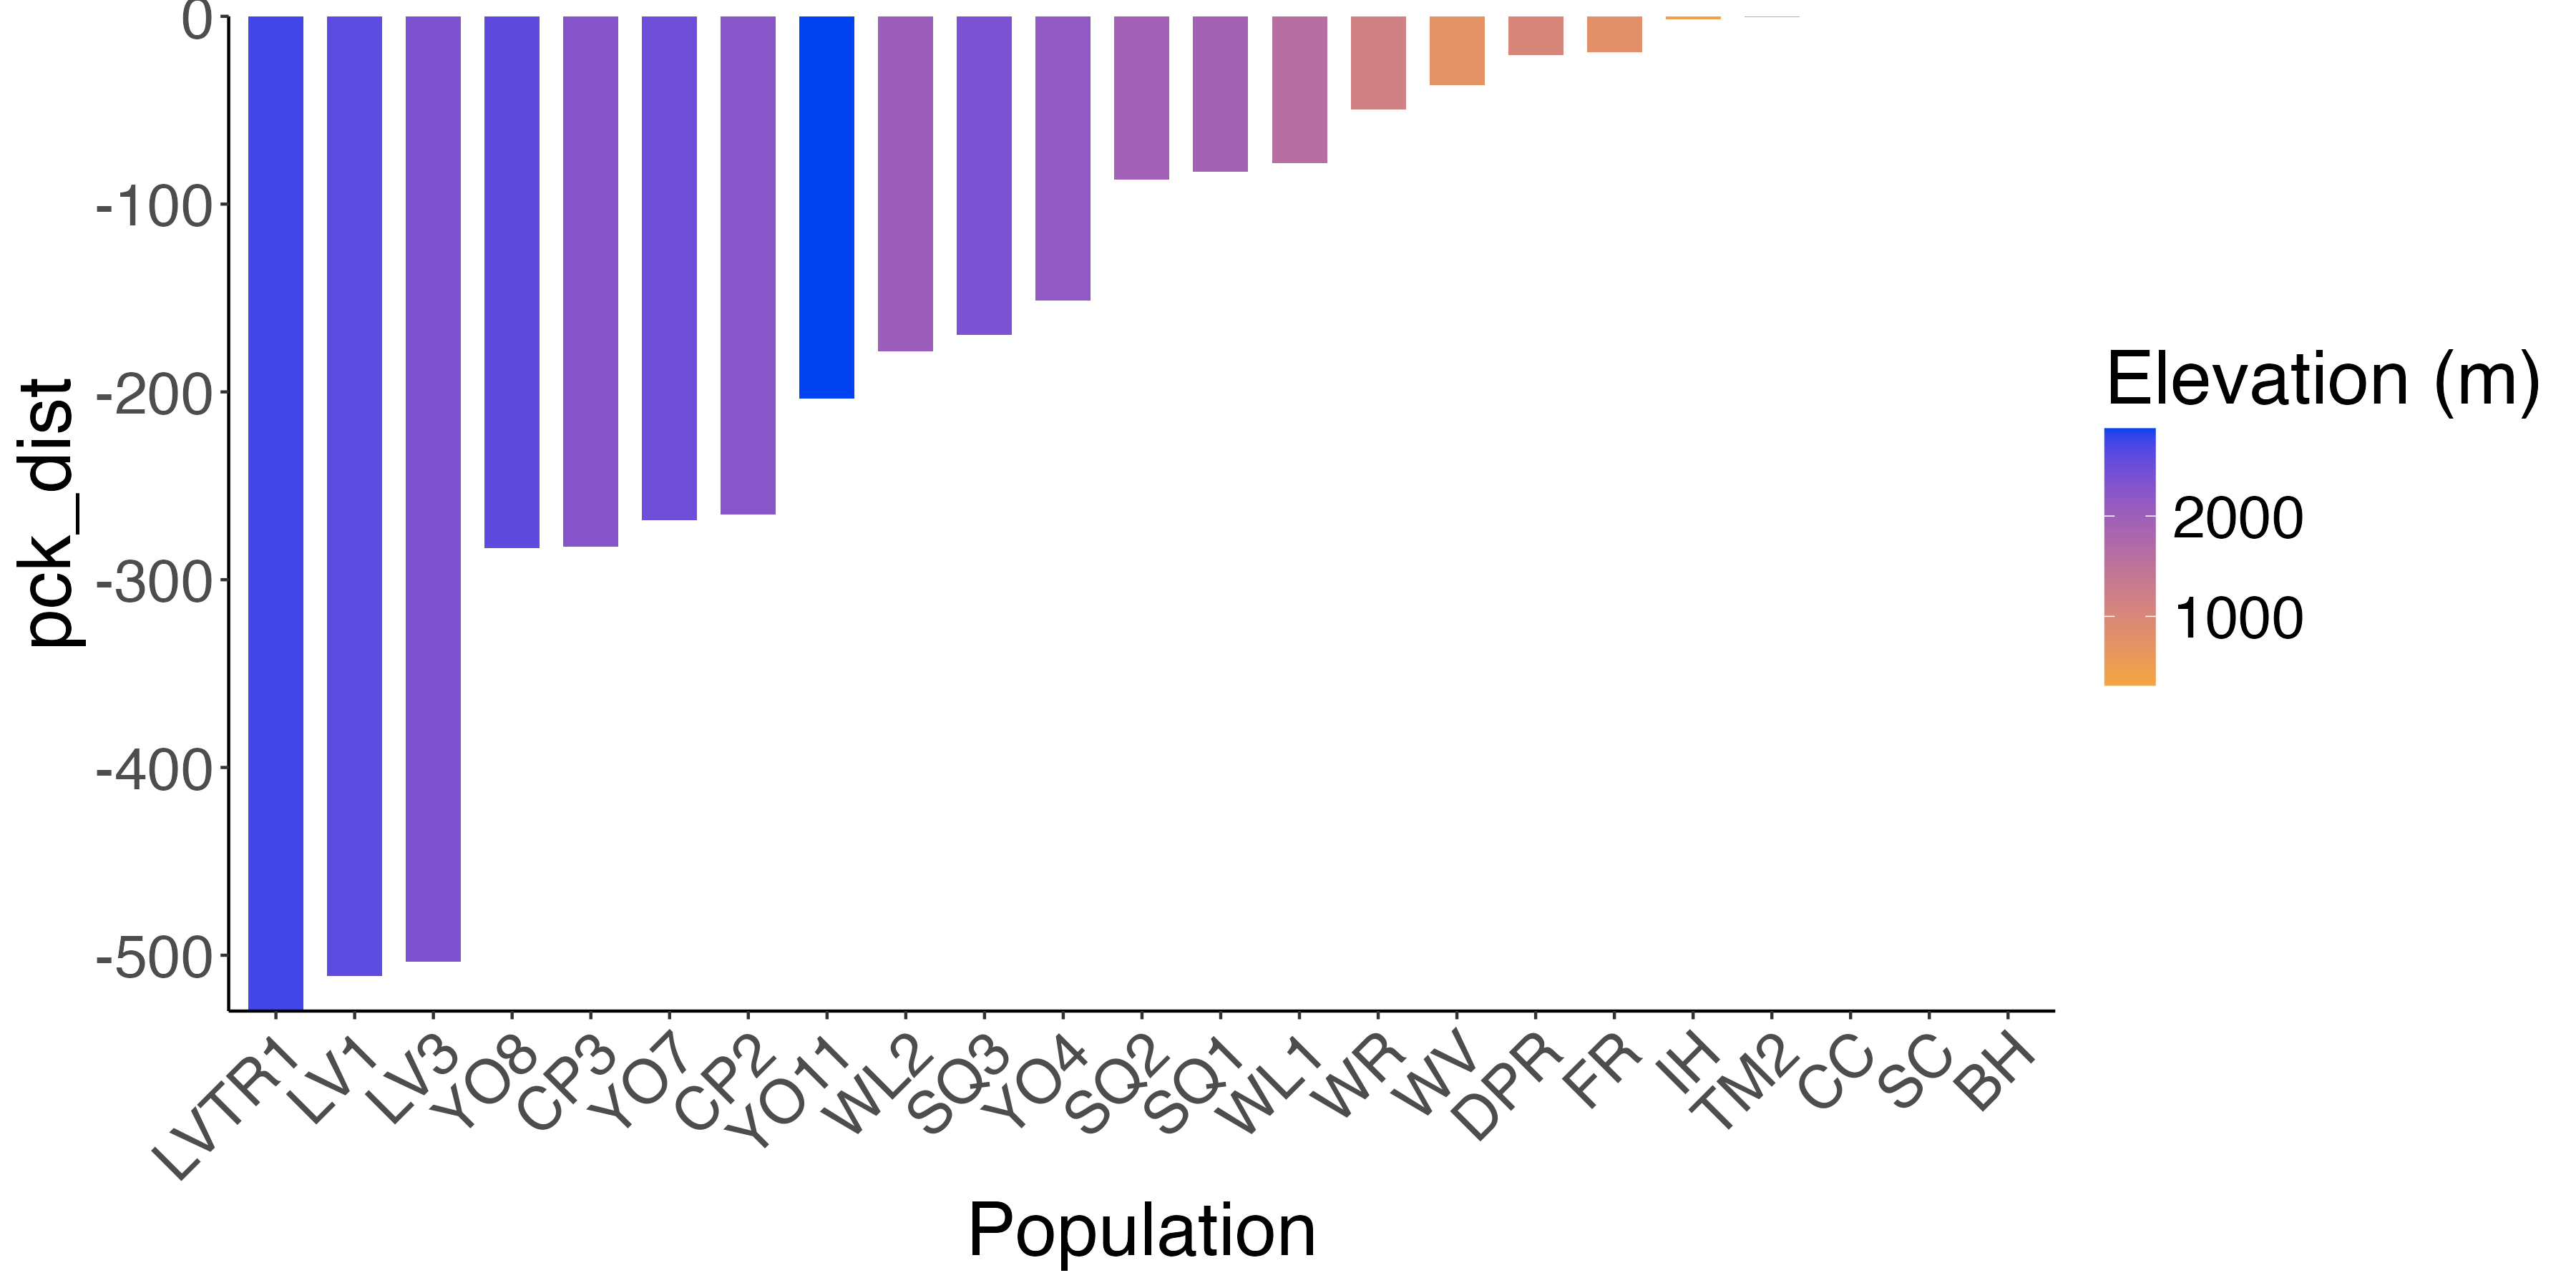 pck_dist
0
-100
-200
-300
-400
-500
LVTR1
LV1
LV3
YO8
CP3
YO7
CP2
YO11
WL2
SQ3
YO4
SQ2
SQ1
WL1
WR
WV
DPR
FR
IH
TM2
CC
SC
BH
Population
Elevation (m)
2000
1000